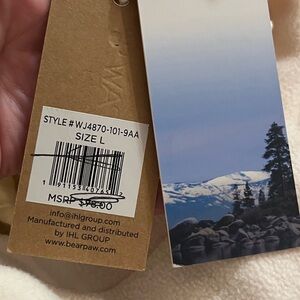 STYLE # WJ4870-101-9AA
SIZE L
MSRP $78.00
info@ihlgroup.com
Manufactured and distributed
by IHL GROUP
www.bearpaw.com